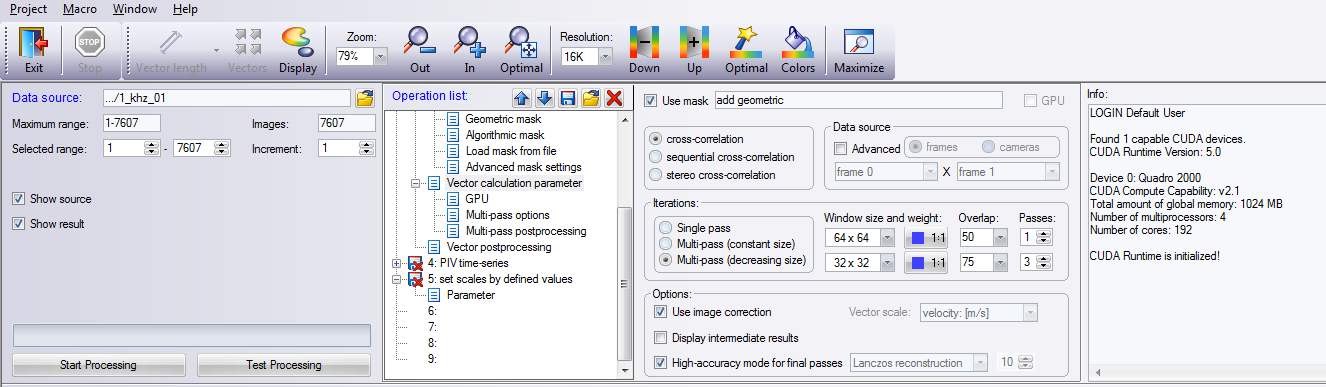 Project Macro Window Help
Exit Stop Vector length Vectors Display Zoom: 79% Out In Optimal Resolution: 16K Down Up Optimal Colors Maximize
Data source: .../1_khz_01
Maximum range: 1-7607 Images: 7607
Selected range: 1 - 7607 Increment: 1
Show source
Show result
Start Processing Test Processing
Operation list:
Geometric mask
Algorithmic mask
Load mask from file
Advanced mask settings
Vector calculation parameter
GPU
Multi-pass options
Multi-pass postprocessing
Vector postprocessing
4: PIV time-series
5: set scales by defined values
Parameter
6:
7:
8:
9:
Use mask add geometric GPU
cross-correlation
sequential cross-correlation
stereo cross-correlation
Data source
Advanced frames cameras
frame 0 X frame 1
Iterations:
Single pass
Multi-pass (constant size)
Multi-pass (decreasing size)
Window size and weight: Overlap: Passes:
64 x 64 1:1 50 1
32 x 32 1:1 75 3
Options:
Use image correction Vector scale: velocity: [m/s]
Display intermediate results
High-accuracy mode for final passes Lanczos reconstruction 10
Info:
LOGIN Default User
Found 1 capable CUDA devices.
CUDA Runtime Version: 5.0
Device 0: Quadro 2000
CUDA Compute Capability: v2.1
Total amount of global memory: 1024 MB
Number of multiprocessors: 4
Number of cores: 192
CUDA Runtime is initialized!